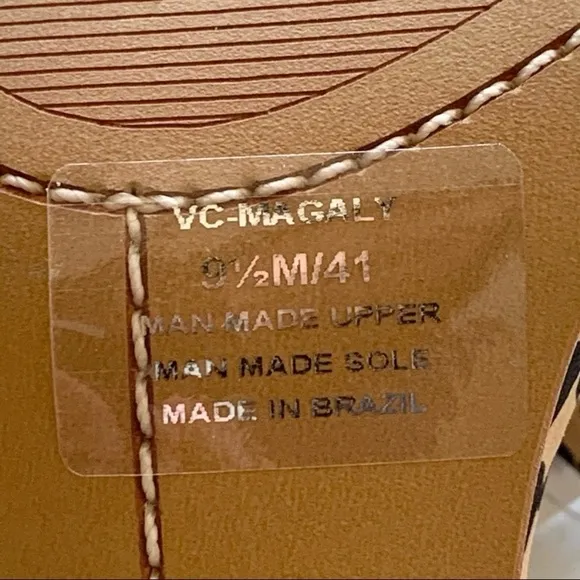 VC-MAGALY
9½M/41
MAN MADE UPPER
MAN MADE SOLE
MADE IN BRAZIL